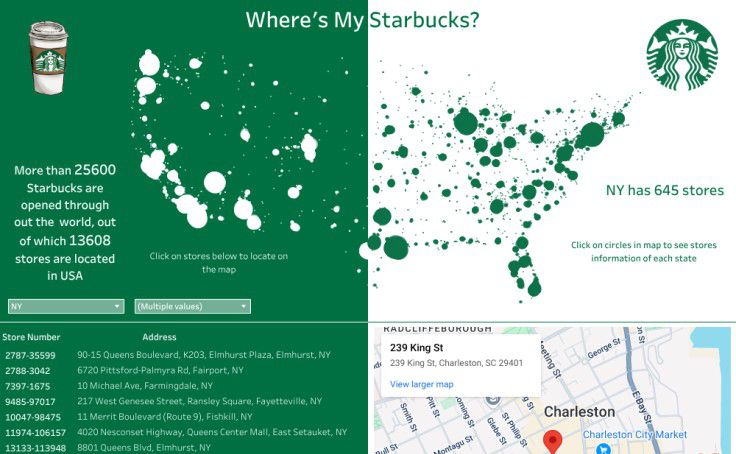 Where's My Starbucks?
More than 25600
Starbucks are
opened through
out the world, out
of which 13608
stores are located
in USA
Click on stores below to locate on
the map
NY has 645 stores
Click on circles in map to see stores
information of each state
NY
(Multiple values)
Store Number Address
2787-35599 90-15 Queens Boulevard, K203, Elmhurst Plaza, Elmhurst, NY
2788-3042 6720 Pittsford-Palmyra Rd, Fairport, NY
7397-1675 10 Michael Ave, Farmingdale, NY
9485-97017 217 West Genesee Street, Ransley Square, Fayetteville, NY
10047-98475 11 Merrit Boulevard (Route 9), Fishkill, NY
11974-106157 4020 Nesconset Highway, Queens Center Mall, East Setauket, NY
13133-113948 8801 Queens Blvd, Elmhurst, NY
RADCLIFFEBOROUGH
239 King St
239 King St, Charleston, SC 29401
View larger map
Meeting St
George St
E Bay St
Smith St
Pitt St
Coming St
Glebe St
St Philip St
Montagu St
Bull St
Charleston
Charleston City Market